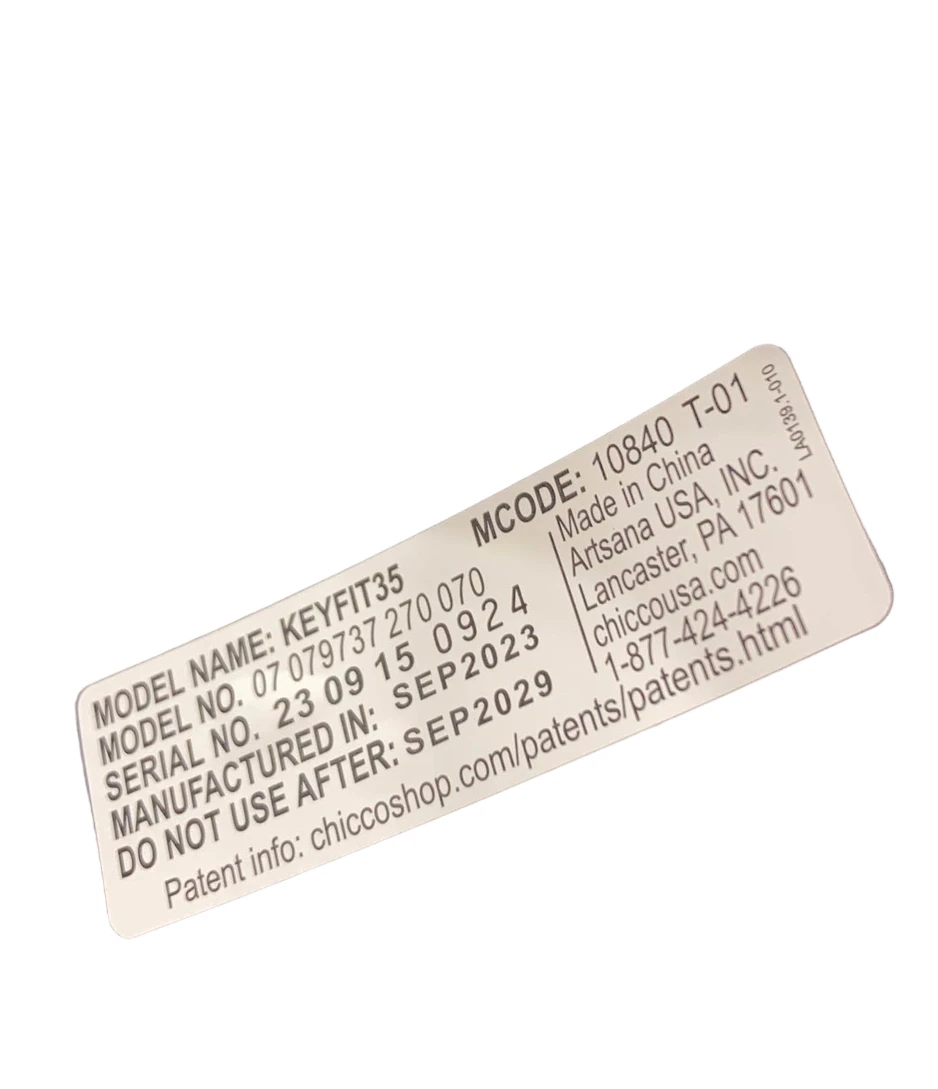 MCODE: 10840 T-01
LA0139.1-010
MODEL NAME: KEYFIT35
MODEL NO. 07 079737 270 070
SERIAL NO. 23 09 15 0924
MANUFACTURED IN: SEP2023
DO NOT USE AFTER: SEP2029
Made in China
Artsana USA, INC.
Lancaster, PA 17601
chiccousa.com
1-877-424-4226
Patent info: chiccoshop.com/patents/patents.html